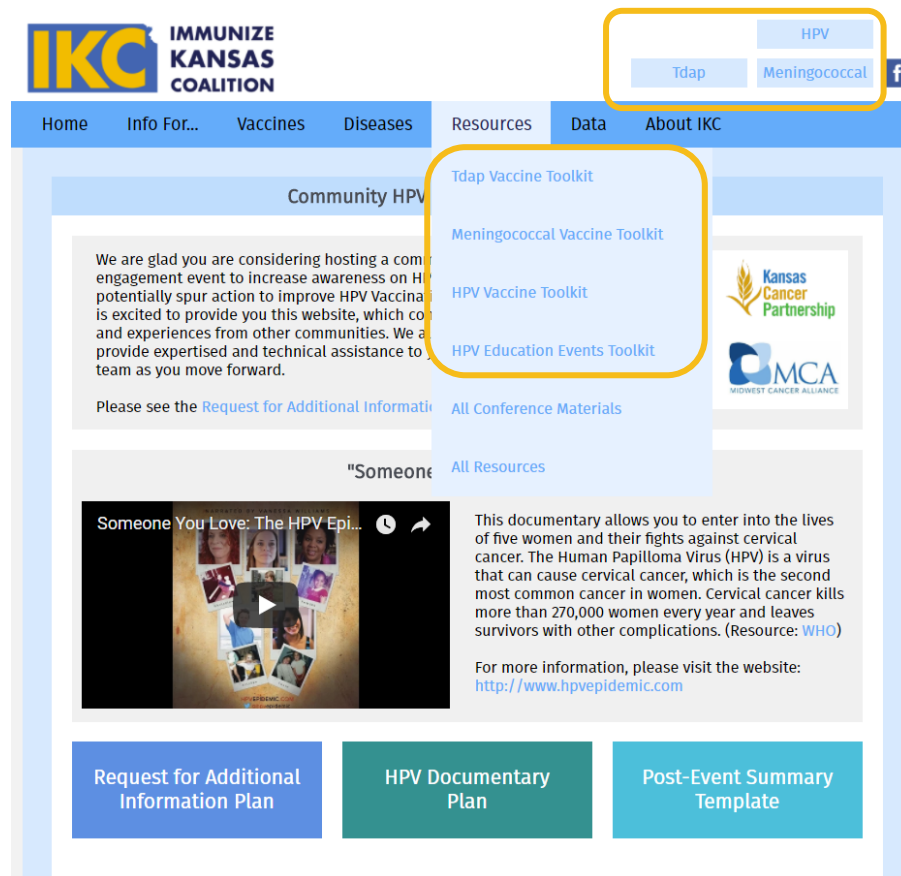 IKC
IMMUNIZE
KANSAS
COALITION
HPV
Tdap
Meningococcal
f
Home
Info For...
Vaccines
Diseases
Resources
Data
About IKC
Tdap Vaccine Toolkit
Meningococcal Vaccine Toolkit
HPV Vaccine Toolkit
HPV Education Events Toolkit
All Conference Materials
All Resources
Community HPV
We are glad you are considering hosting a com
engagement event to increase awareness on H
potentially spur action to improve HPV Vaccina
is excited to provide you this website, which co
and experiences from other communities. We a
provide expertised and technical assistance to
team as you move forward.
Please see the Request for Additional Informati
Kansas
Cancer
Partnership
MCA
MIDWEST CANCER ALLIANCE
"Someone
NARRATED BY VANESSA WILLIAMS
Someone You Love: The HPV Epi...
HPVEPIDEMIC.COM
This documentary allows you to enter into the lives
of five women and their fights against cervical
cancer. The Human Papilloma Virus (HPV) is a virus
that can cause cervical cancer, which is the second
most common cancer in women. Cervical cancer kills
more than 270,000 women every year and leaves
survivors with other complications. (Resource: WHO)
For more information, please visit the website:
http://www.hpvepidemic.com
Request for Additional
Information Plan
HPV Documentary
Plan
Post-Event Summary
Template